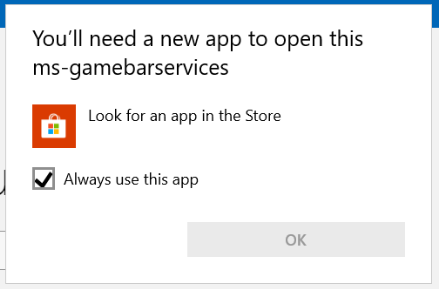 You’ll need a new app to open this
ms-gamebarservices
Look for an app in the Store
Always use this app
OK